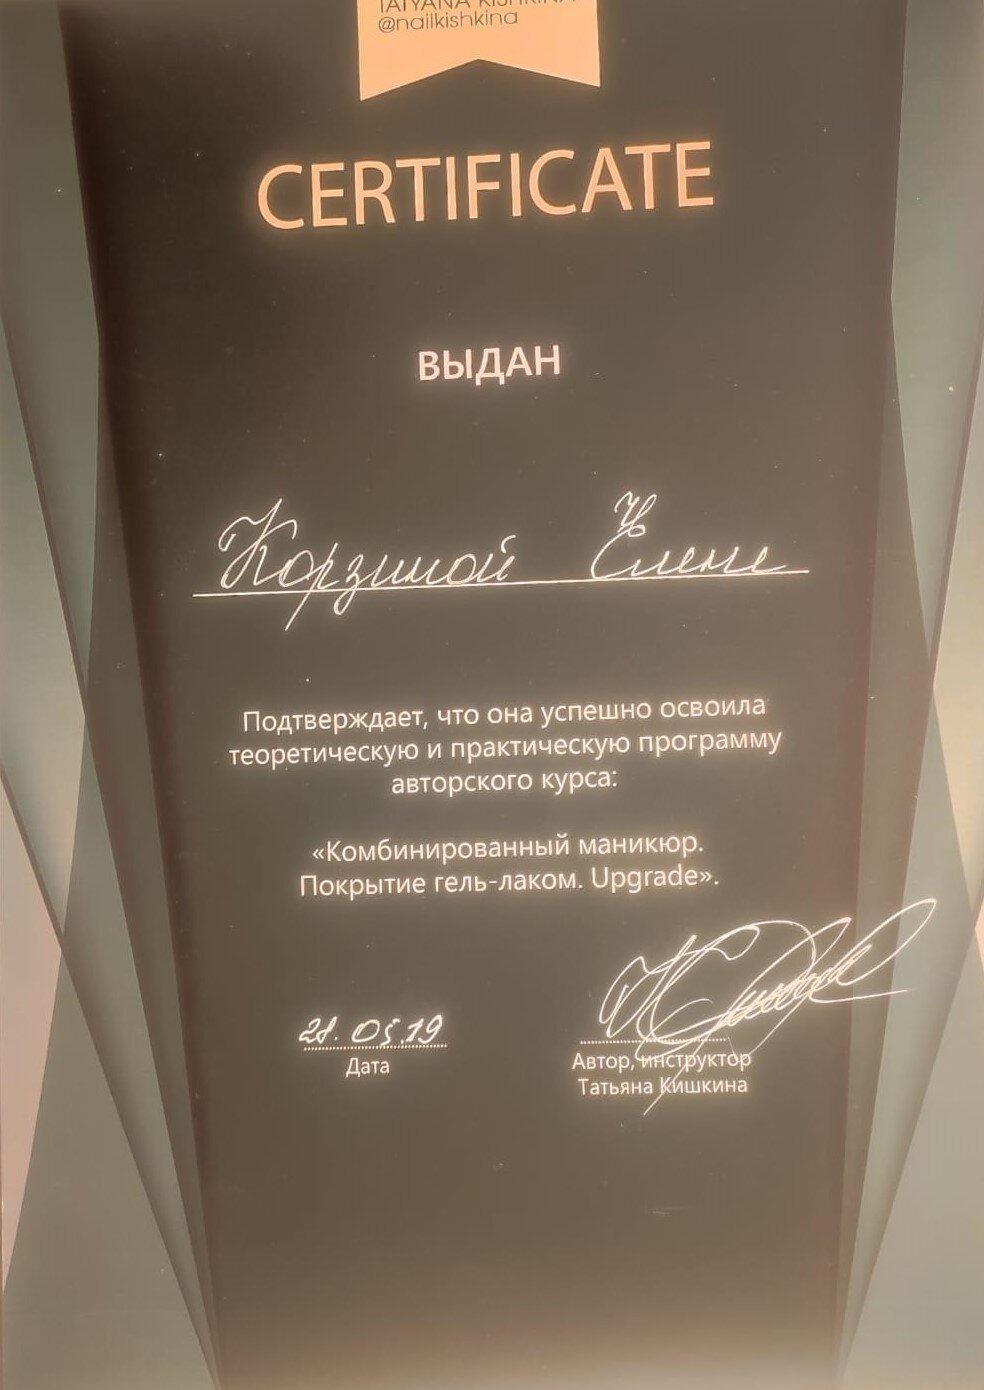 TATYANA KISHKINA
@nailkishkina
CERTIFICATE
ВЫДАН
Корзиной Елене
Подтверждает, что она успешно освоила
теоретическую и практическую программу
авторского курса:
«Комбинированный маникюр.
Покрытие гель-лаком. Upgrade».
28.05.19
Дата
Автор, инструктор
Татьяна Кишкина